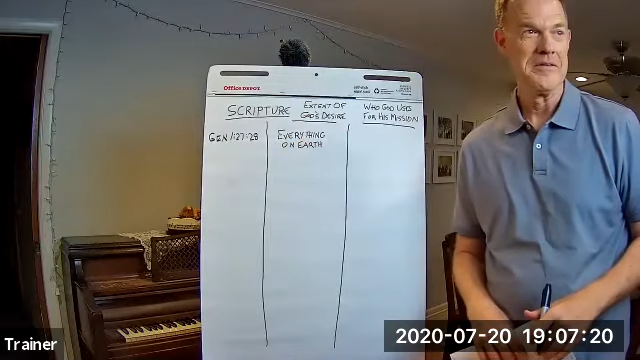 Office DEPOT
SCRIPTURE
EXTENT OF
GOD'S DESIRE
WHO GOD USES
FOR HIS MISSION
GEN 1:27-28
EVERYTHING
ON EARTH
Trainer
2020-07-20 19:07:20